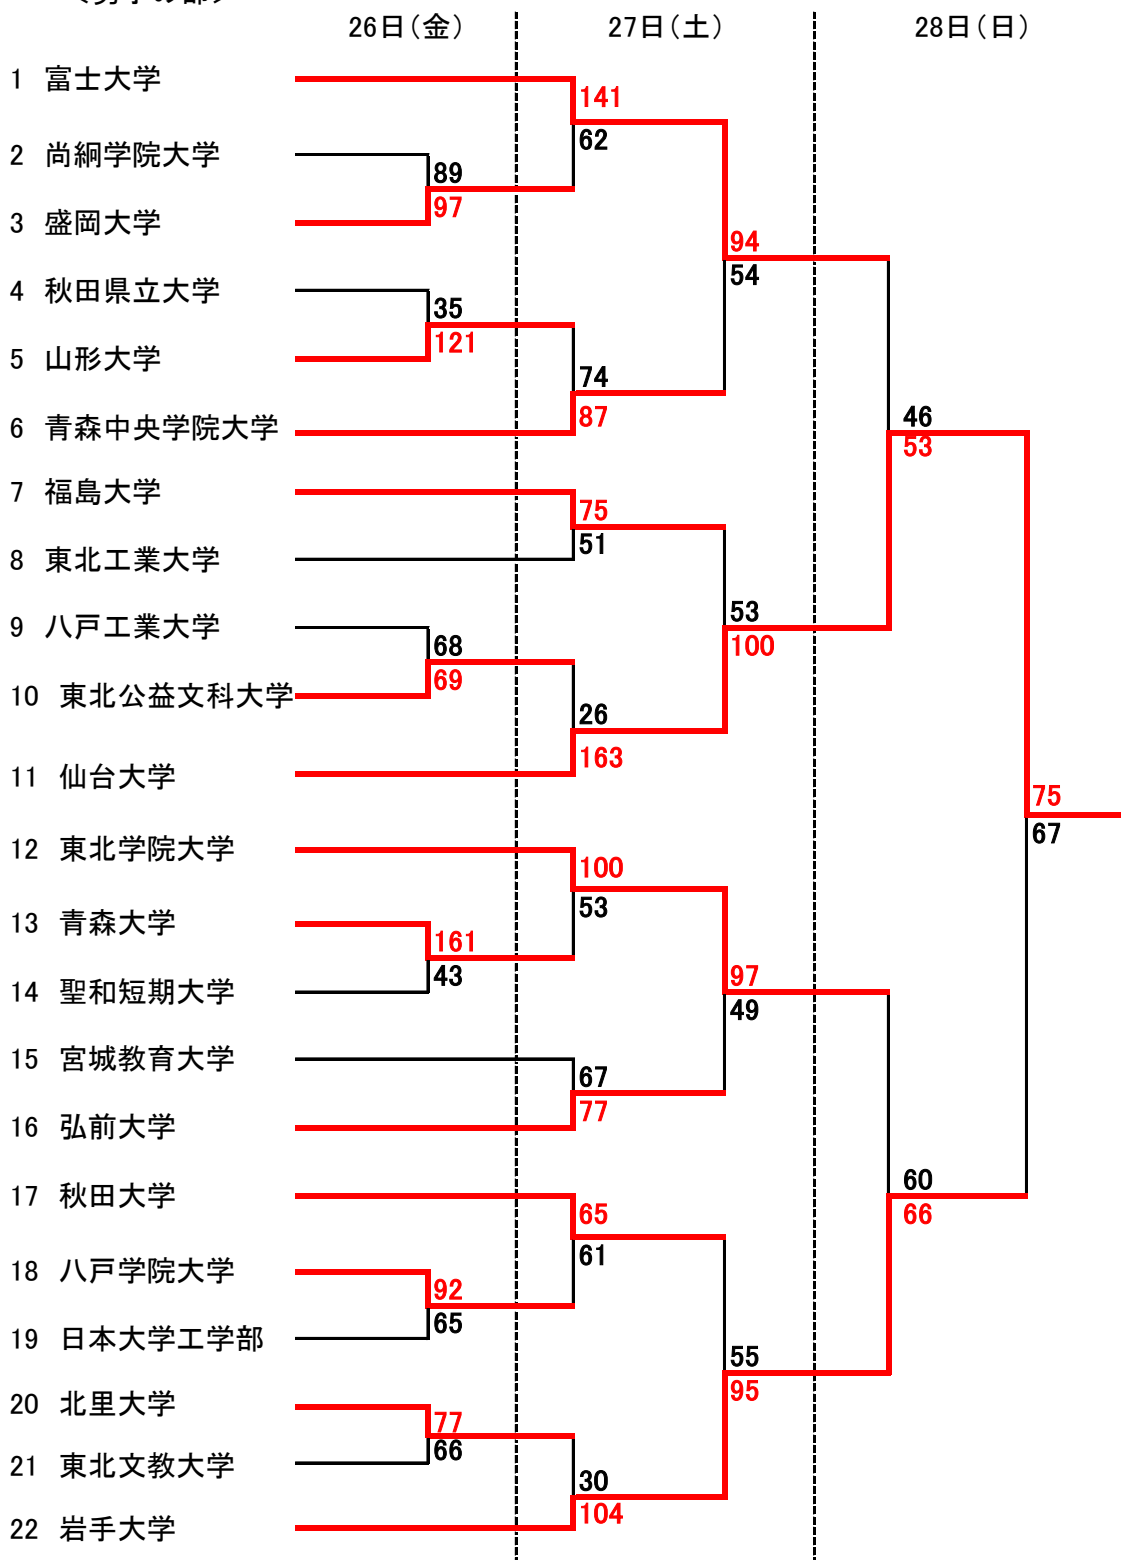 26日（金） 27日（土） 28日（日）
1 富士大学
141
62
2 尚絅学院大学
89
97
3 盛岡大学
94
54
4 秋田県立大学
35
121
5 山形大学
74
87
6 青森中央学院大学
46
53
7 福島大学
75
51
8 東北工業大学
53
100
9 八戸工業大学
68
69
10 東北公益文科大学
26
163
11 仙台大学
75
67
12 東北学院大学
100
53
13 青森大学
161
43
14 聖和短期大学
97
49
15 宮城教育大学
67
77
16 弘前大学
60
66
17 秋田大学
65
61
18 八戸学院大学
92
65
19 日本大学工学部
55
95
20 北里大学
77
66
21 東北文教大学
30
104
22 岩手大学